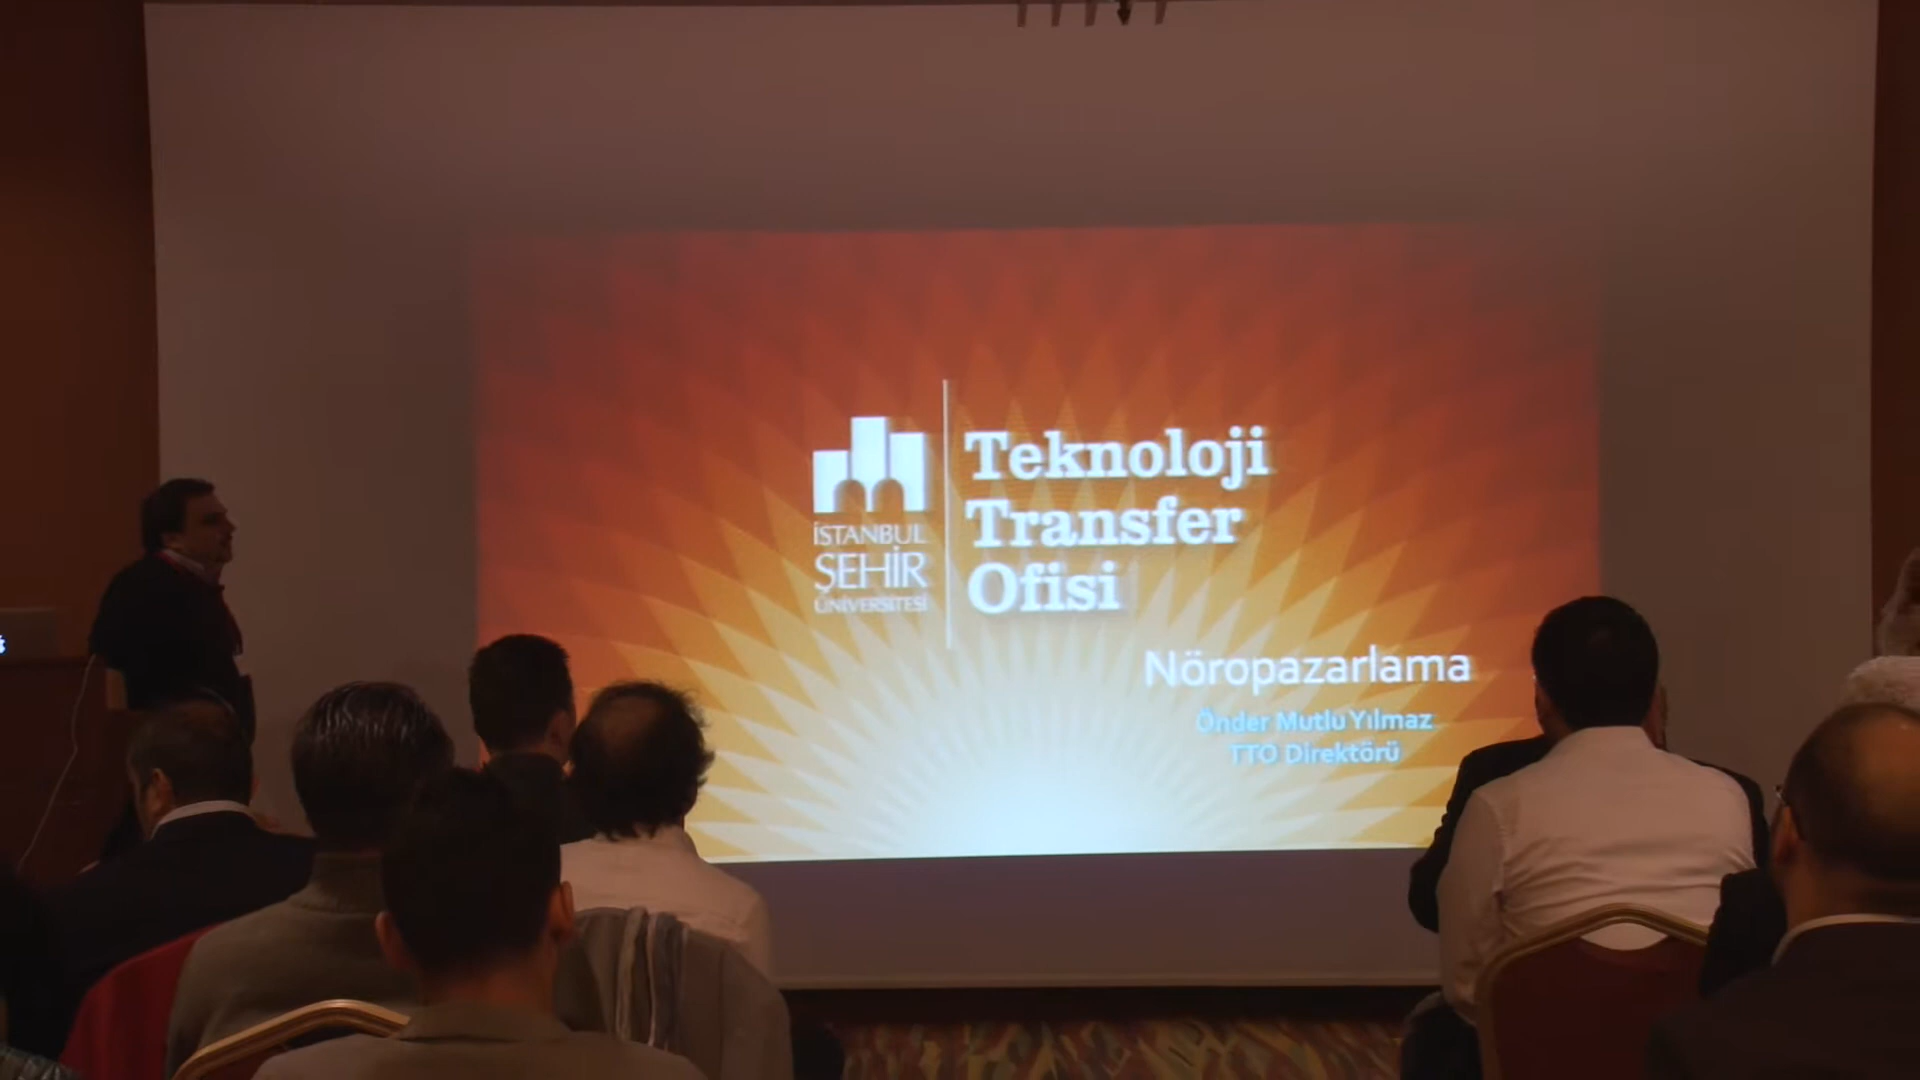 İSTANBUL
ŞEHİR
ÜNİVERSİTESİ
Teknoloji
Transfer
Ofisi
Nöropazarlama
Önder Mutlu Yılmaz
TTO Direktörü